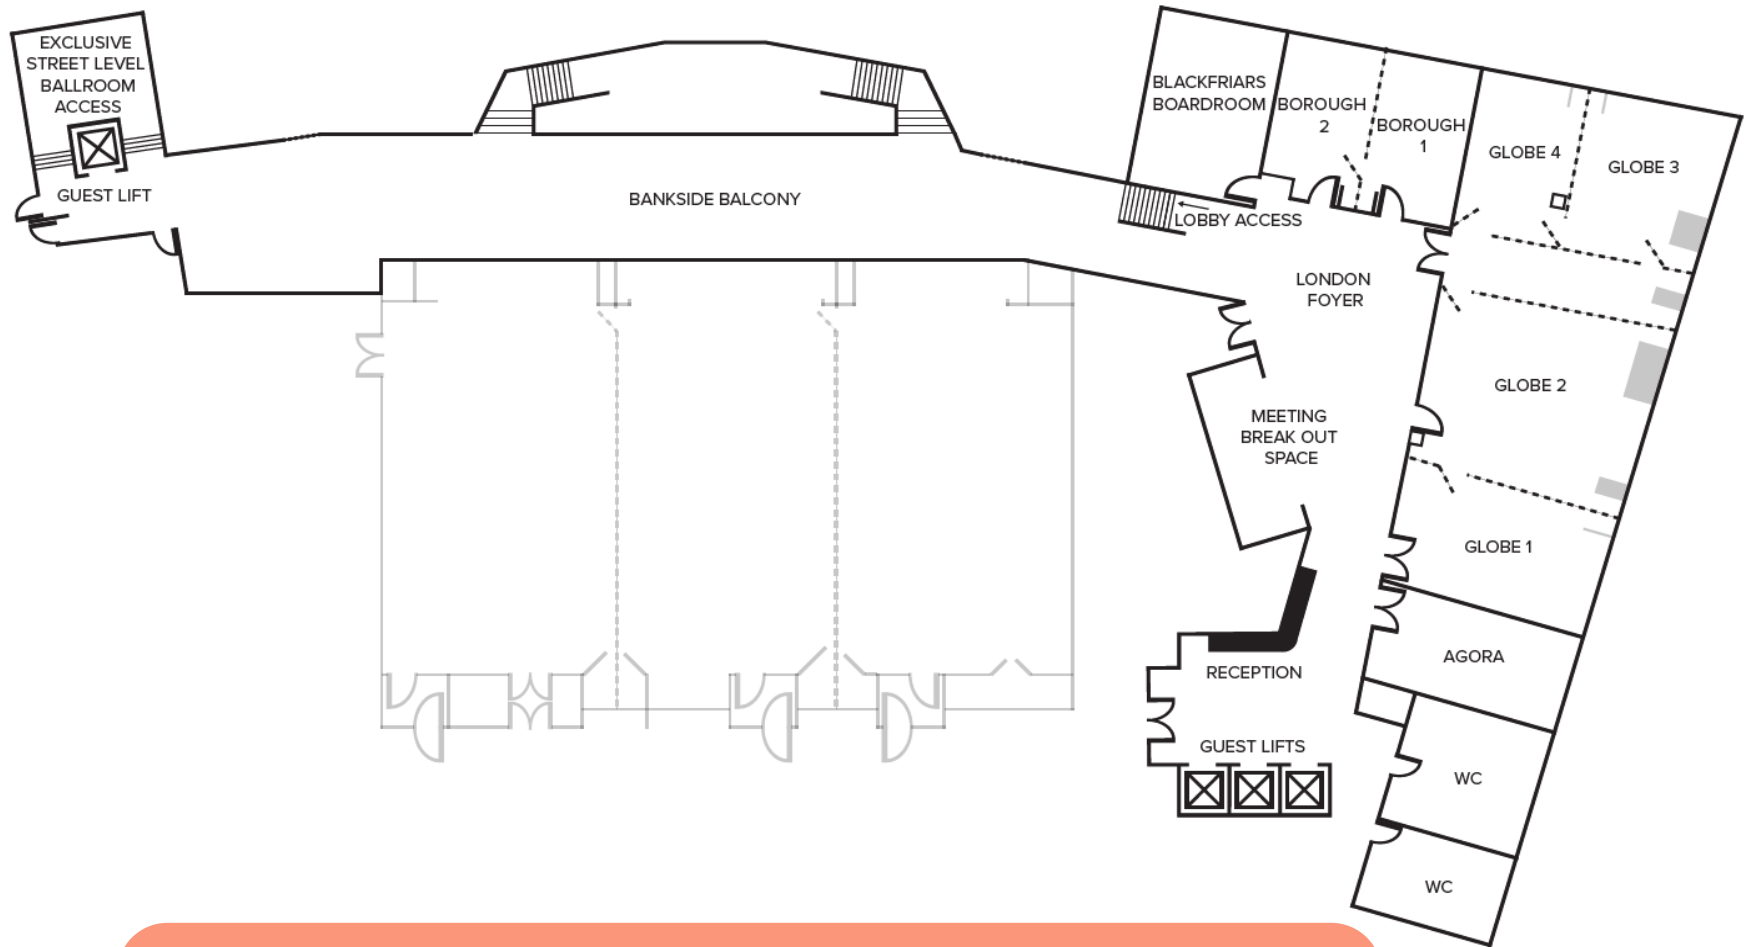 EXCLUSIVE
STREET LEVEL
BALLROOM
ACCESS
GUEST LIFT
BANKSIDE BALCONY
BLACKFRIARS
BOARDROOM
BOROUGH
2
BOROUGH
1
GLOBE 4
GLOBE 3
LOBBY ACCESS
LONDON
FOYER
GLOBE 2
MEETING
BREAK OUT
SPACE
GLOBE 1
AGORA
RECEPTION
GUEST LIFTS
WC
WC